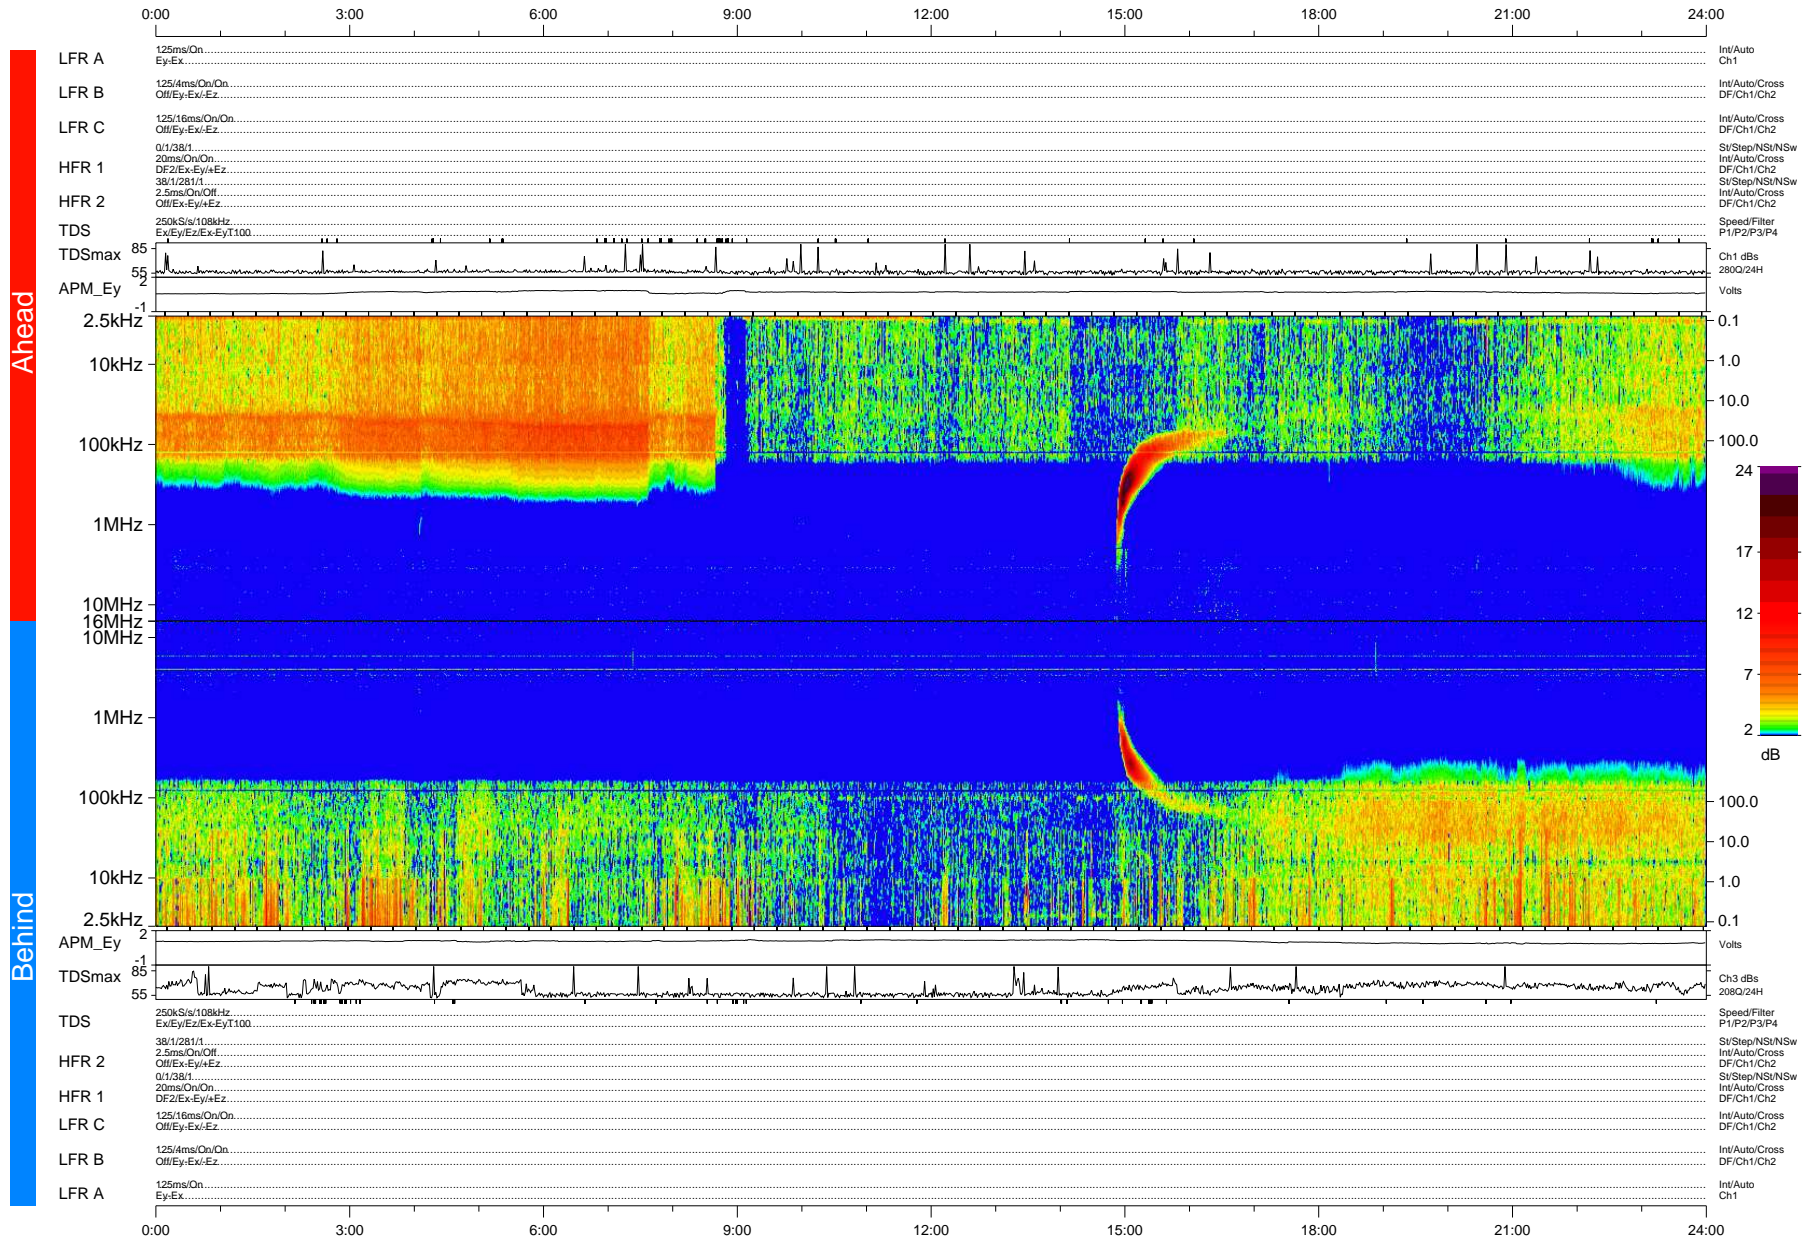 0:00 3:00 6:00 9:00 12:00 15:00 18:00 21:00 24:00
Ahead
LFR A 125ms/On Int/Auto
Ey-Ex Ch1
LFR B 125/4ms/On/On Int/Auto/Cross
Off/Ey-Ex/-Ez DF/Ch1/Ch2
LFR C 125/16ms/On/On Int/Auto/Cross
Off/Ey-Ex/-Ez DF/Ch1/Ch2
0/1/38/1 St/Step/NSt/NSw
HFR 1 20ms/On/On Int/Auto/Cross
DF2/Ex-Ey/+Ez DF/Ch1/Ch2
38/1/281/1 St/Step/NSt/NSw
HFR 2 2.5ms/On/Off Int/Auto/Cross
Off/Ex-Ey/+Ez DF/Ch1/Ch2
TDS 250kS/s/108kHz Speed/Filter
Ex/Ey/Ez/Ex-EyT100 P1/P2/P3/P4
TDSmax 85 Ch1 dBs
55 280Q/24H
APM_Ey 2 Volts
-1
2.5kHz 0.1
10kHz 1.0
10.0
100kHz 100.0
1MHz
10MHz
16MHz
10MHz
1MHz
100kHz 100.0
10.0
10kHz 1.0
2.5kHz 0.1
24
17
12
7
2
dB
Behind
APM_Ey 2 Volts
-1
TDSmax 85 Ch3 dBs
55 208Q/24H
TDS 250kS/s/108kHz Speed/Filter
Ex/Ey/Ez/Ex-EyT100 P1/P2/P3/P4
38/1/281/1 St/Step/NSt/NSw
HFR 2 2.5ms/On/Off Int/Auto/Cross
Off/Ex-Ey/+Ez DF/Ch1/Ch2
0/1/38/1 St/Step/NSt/NSw
HFR 1 20ms/On/On Int/Auto/Cross
DF2/Ex-Ey/+Ez DF/Ch1/Ch2
LFR C 125/16ms/On/On Int/Auto/Cross
Off/Ey-Ex/-Ez DF/Ch1/Ch2
LFR B 125/4ms/On/On Int/Auto/Cross
Off/Ey-Ex/-Ez DF/Ch1/Ch2
LFR A 125ms/On Int/Auto
Ey-Ex Ch1
0:00 3:00 6:00 9:00 12:00 15:00 18:00 21:00 24:00